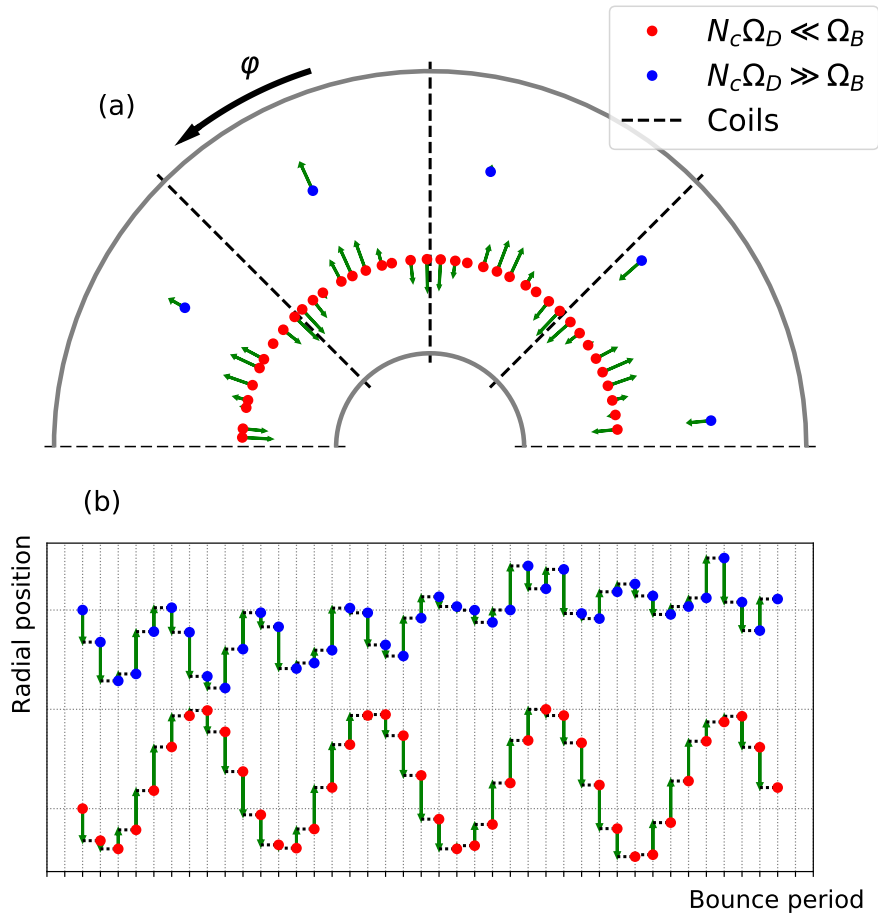 N_cΩ_D ≪ Ω_B
N_cΩ_D ≫ Ω_B
Coils
φ
(a)
(b)
Radial position
Bounce period